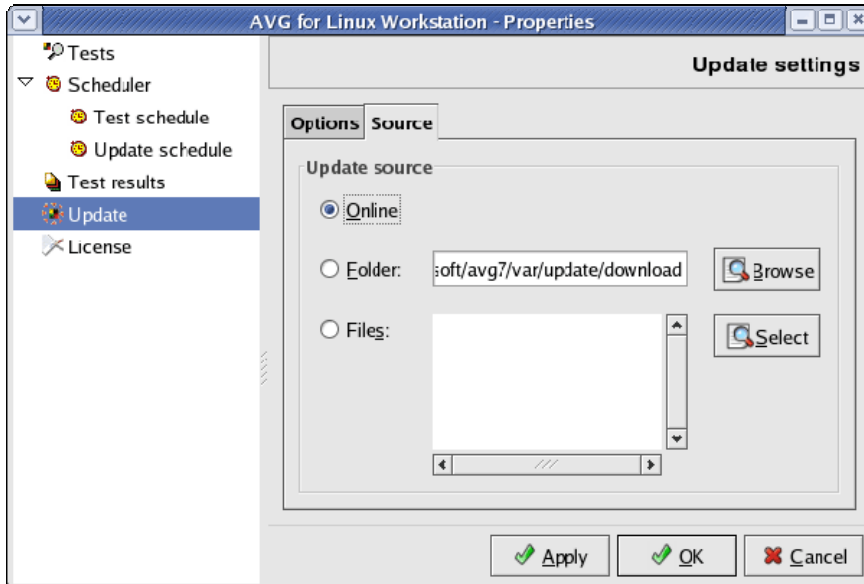 AVG for Linux Workstation - Properties
Tests
Scheduler
Test schedule
Update schedule
Test results
Update
License
Update settings
Options
Source
Update source
Online
Folder:
soft/avg7/var/update/download
Browse
Files:
Select
Apply
OK
Cancel